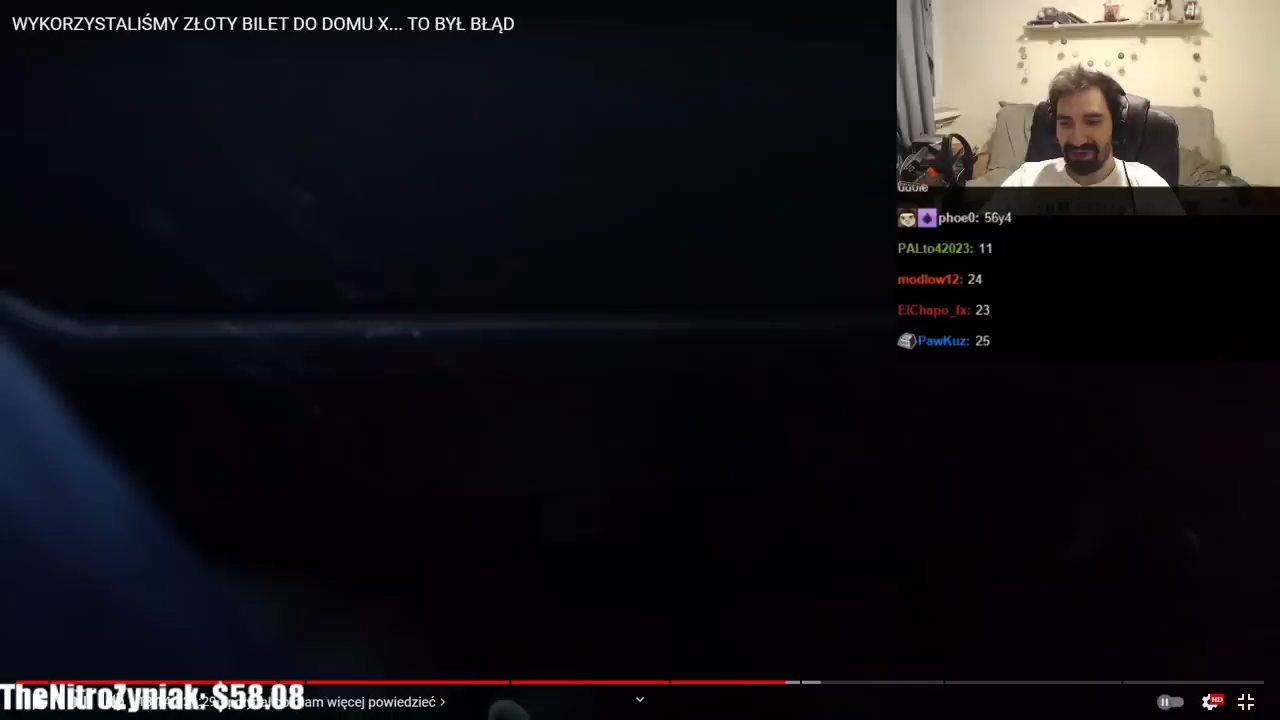 WYKORZYSTALIŚMY ZŁOTY BILET DO DOMU X... TO BYŁ BŁĄD
phoe0: 56y4
PALto42023: 11
modlow12: 24
ElChapo_fx: 23
PawKuz: 25
TheNitroZyniak: $58.08
więcej powiedzieć
HD